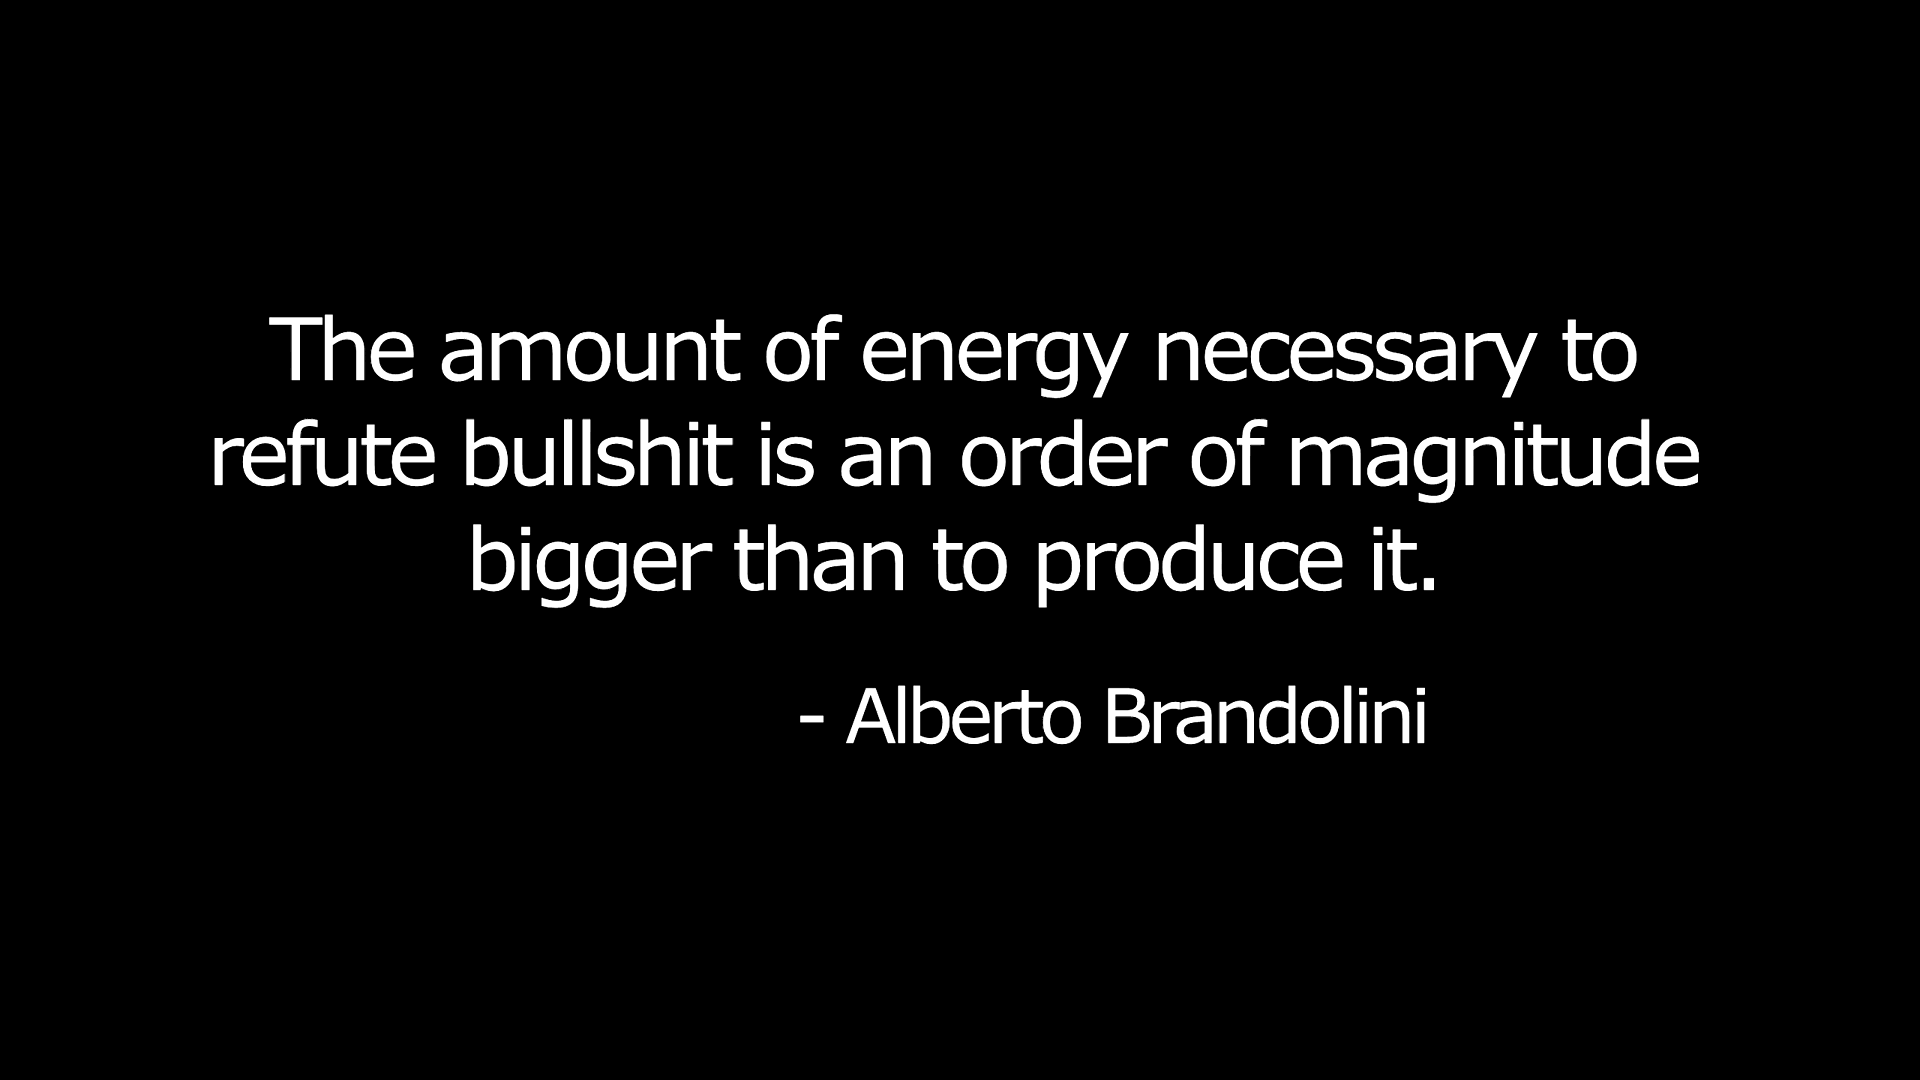 The amount of energy necessary to
refute bullshit is an order of magnitude
bigger than to produce it.
- Alberto Brandolini